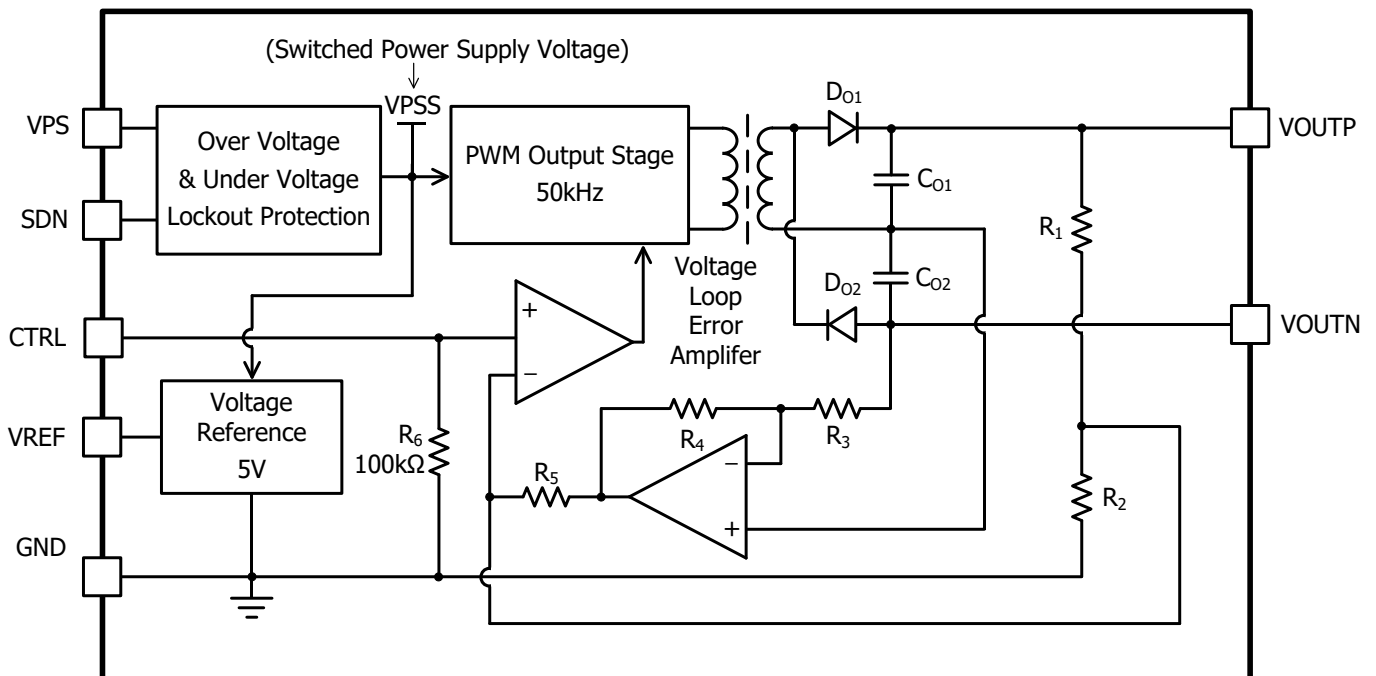 (Switched Power Supply Voltage)
VPSS
VPS
SDN
CTRL
VREF
GND
Over Voltage
& Under Voltage
Lockout Protection
PWM Output Stage
50kHz
Voltage
Loop
Error
Amplifer
+
−
Voltage
Reference
5V
R6
100kΩ
R5
R4
R3
−
+
DO1
CO1
DO2
CO2
R1
R2
VOUTP
VOUTN